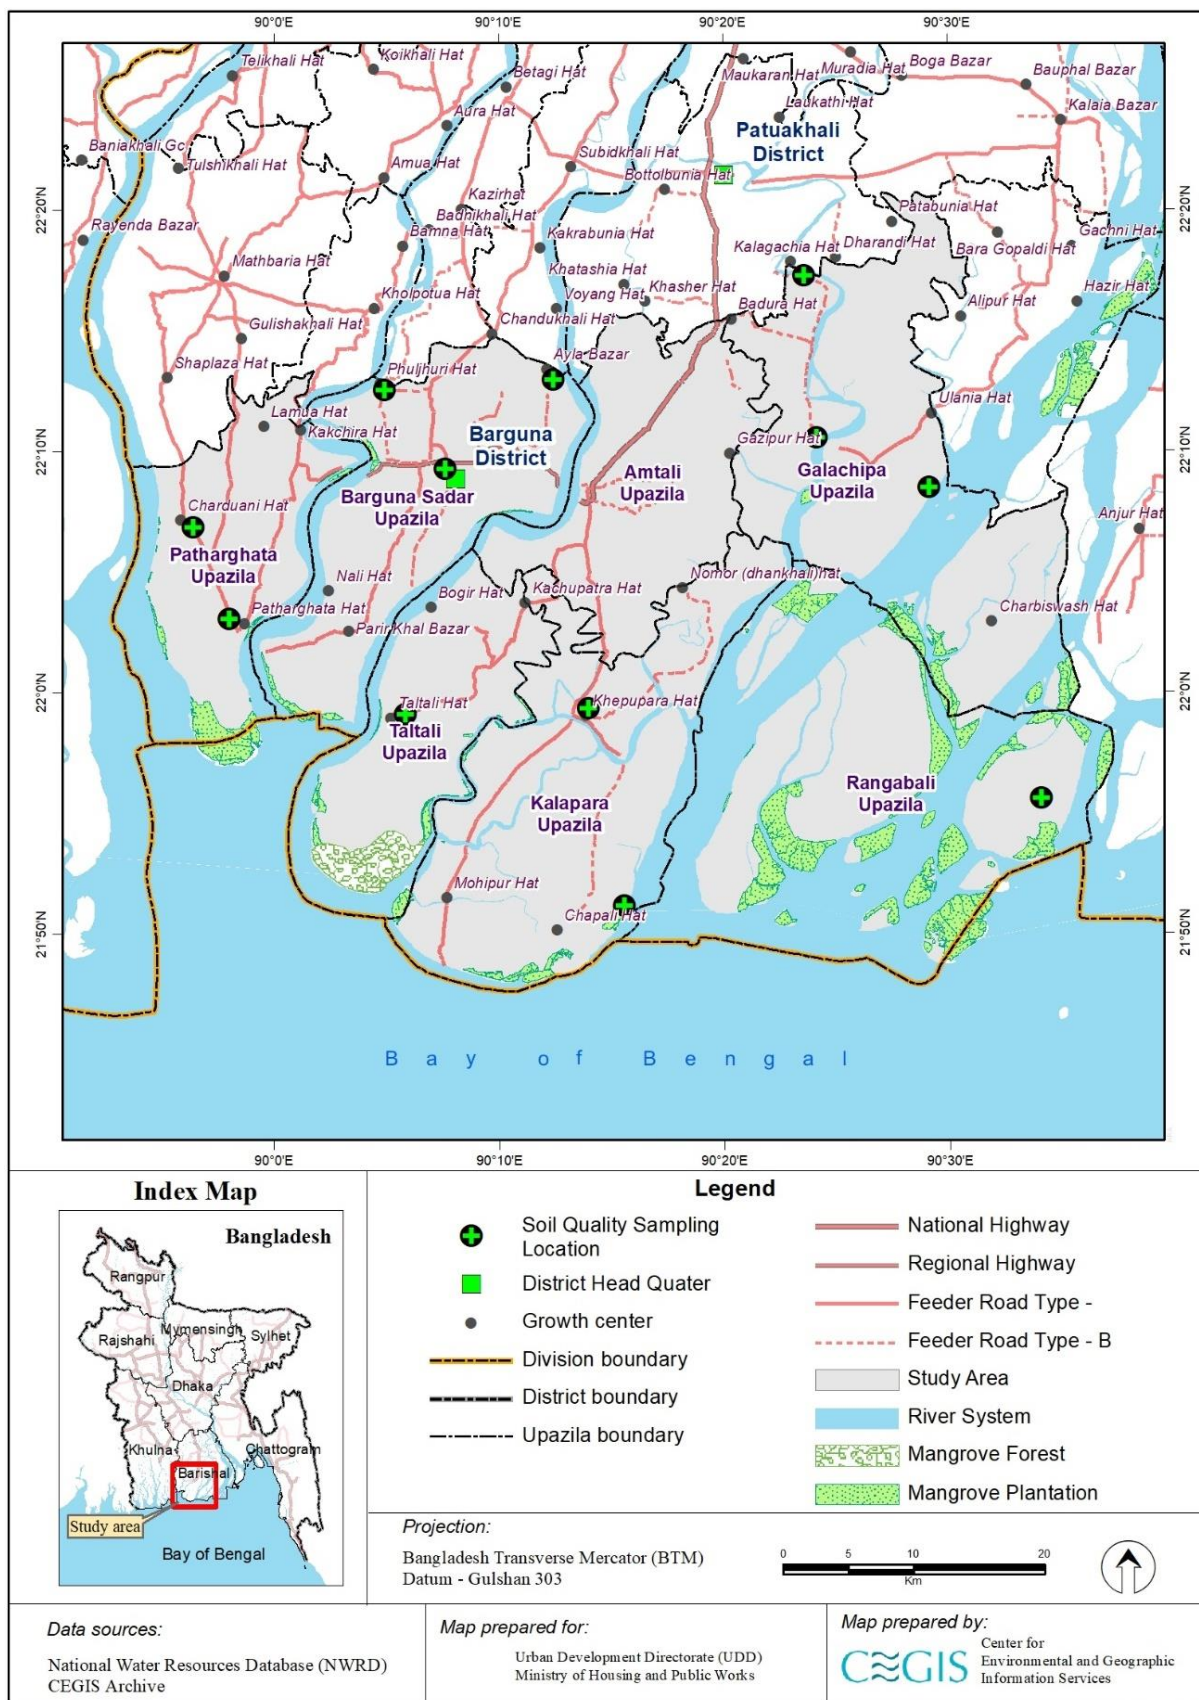 90°0'E
90°10'E
90°20'E
90°30'E
Telikhali Hat
Koikhali Hat
Betagi Hat
Maukaran Hat
Muradia Hat
Boga Bazar
Bauphal Bazar
Aura Hat
Laukathi Hat
Kalaia Bazar
Patuakhali
District
Baniakhali Gc
Tulshikhali Hat
Amua Hat
Subidkhali Hat
Bottolbunia Hat
22°20'N
22°20'N
Kazirhat
Badnikhali Hat
Bamna Hat
Kakrabunia Hat
Patabunia Hat
Rayenda Bazar
Kalagachia Hat
Dharandi Hat
Bara Gopaldi Hat
Gachni Hat
Mathbaria Hat
Khatashia Hat
Voyang Hat
Khasher Hat
Hazir Hat
Kholpotua Hat
Chandukhali Hat
Badura Hat
Alipur Hat
Gulishakhali Hat
Shaplaza Hat
Phuljhuri Hat
Ayla Bazar
Lamua Hat
Kakchira Hat
Ulania Hat
22°10'N
22°10'N
Barguna
District
Gazipur Hat
Amtali
Upazila
Galachipa
Upazila
Barguna Sadar
Upazila
Charduani Hat
Anjur Hat
Patharghata
Upazila
Nali Hat
Bogir Hat
Kachupatra Hat
Nomor (dhankhali)hat
Patharghata Hat
Parir Khal Bazar
Charbiswash Hat
22°0'N
22°0'N
Taltali Hat
Khepupara Hat
Taltali
Upazila
Kalapara
Upazila
Rangabali
Upazila
Mohipur Hat
Chapali Hat
21°50'N
21°50'N
Bay of Bengal
90°0'E
90°10'E
90°20'E
90°30'E
Index Map
Bangladesh
Rangpur
Rajshahi
Mymensingh
Sylhet
Dhaka
Khulna
Chattogram
Barishal
Study area
Bay of Bengal
Legend
Soil Quality Sampling
Location
District Head Quater
Growth center
Division boundary
District boundary
Upazila boundary
National Highway
Regional Highway
Feeder Road Type -
Feeder Road Type - B
Study Area
River System
Mangrove Forest
Mangrove Plantation
Projection:
Bangladesh Transverse Mercator (BTM)
Datum - Gulshan 303
0 5 10 20
Km
Data sources:
National Water Resources Database (NWRD)
CEGIS Archive
Map prepared for:
Urban Development Directorate (UDD)
Ministry of Housing and Public Works
Map prepared by:
CEGIS
Center for
Environmental and Geographic
Information Services